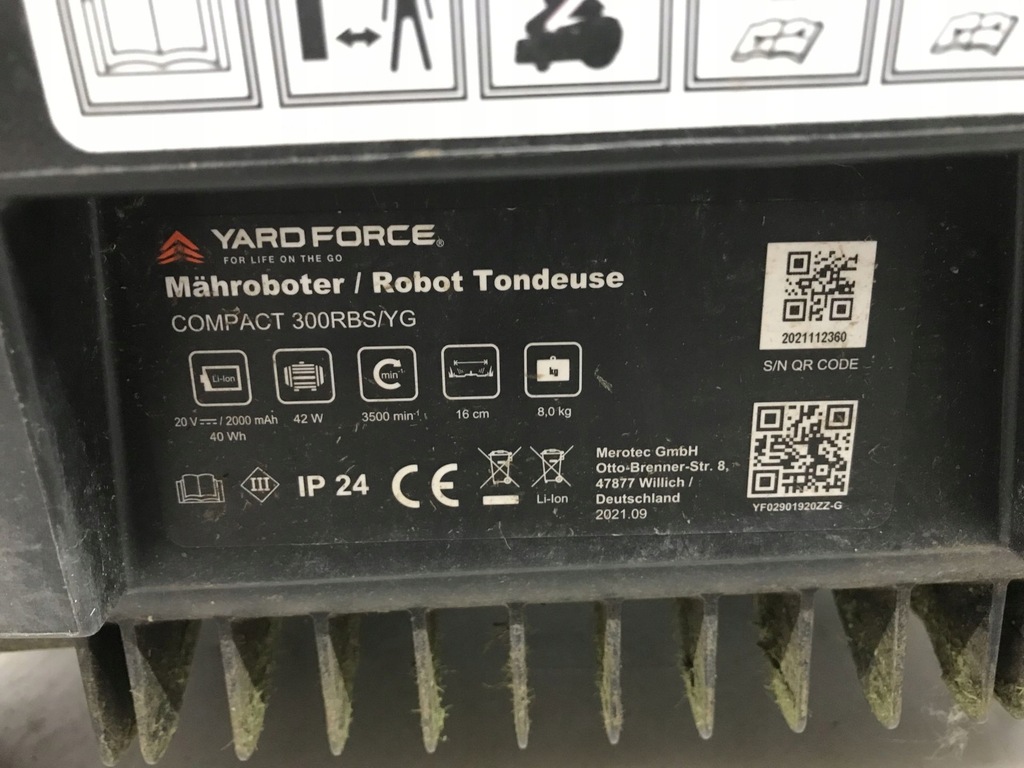 YARD FORCE®
FOR LIFE ON THE GO
Mähroboter / Robot Tondeuse
COMPACT 300RBS/YG
Li-Ion
min-1
kg
20 V / 2000 mAh
40 Wh
42 W
3500 min-1
16 cm
8,0 kg
III
IP 24
CE
Li-Ion
Merotec GmbH
Otto-Brenner-Str. 8,
47877 Willich /
Deutschland
2021.09
2021112360
S/N QR CODE
YF02901920ZZ-G